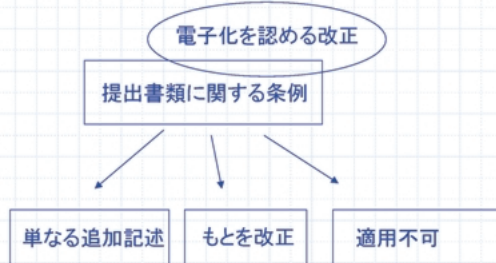 電子化を認める改正
提出書類に関する条例
単なる追加記述
もとを改正
適用不可